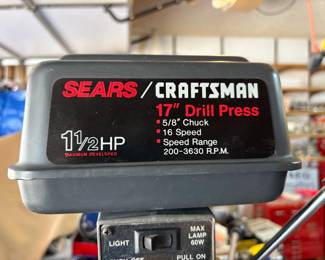 SEARS / CRAFTSMAN
17" Drill Press
5/8" Chuck
16 Speed
Speed Range
200-3630 R.P.M.
1 1/2 HP
MAXIMUM DEVELOPED
LIGHT
MAX
LAMP
60W
PULL ON